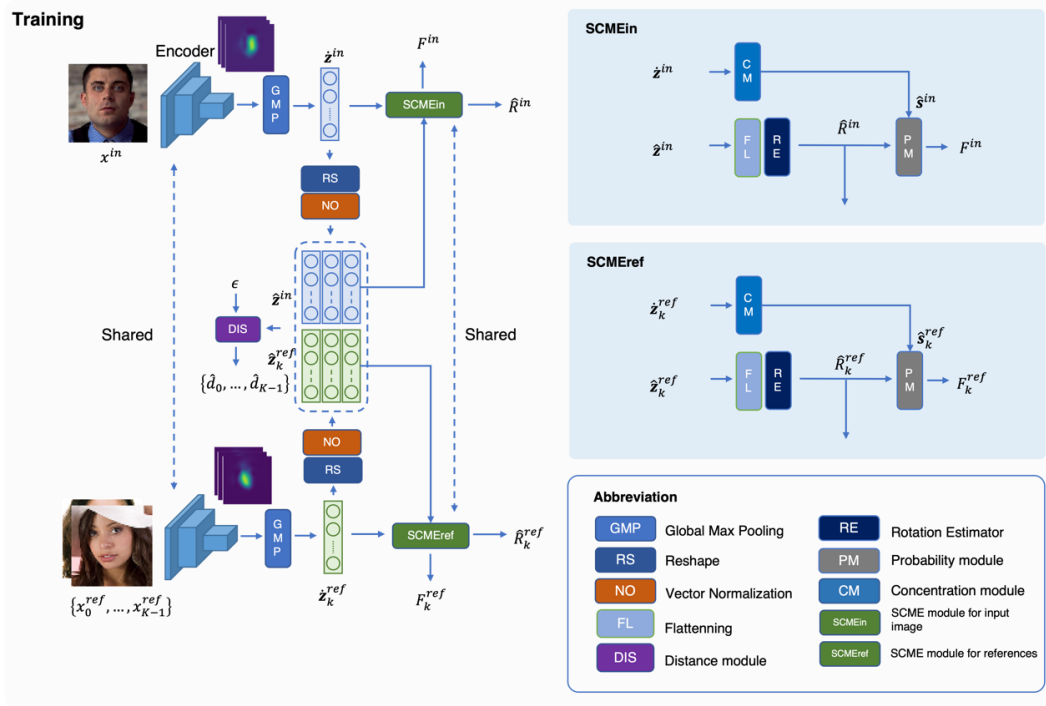 Training
Encoder
GMP
ż^{in}
F^{in}
SCMEin
R̂^{in}
x^{in}
RS
NO
ϵ
ẑ^{in}
DIS
Shared
Shared
ẑ_k^{ref}
{d̂_0, …, d̂_{K−1}}
NO
RS
GMP
SCMEref
R̂_k^{ref}
{x_0^{ref}, …, x_{K−1}^{ref}}
ż_k^{ref}
F_k^{ref}
SCMEin
ż^{in}
CM
ŝ^{in}
ẑ^{in}
FL
RE
R̂^{in}
PM
F^{in}
SCMEref
ż_k^{ref}
CM
ŝ_k^{ref}
ẑ_k^{ref}
FL
RE
R̂_k^{ref}
PM
F_k^{ref}
Abbreviation
GMP Global Max Pooling
RS Reshape
NO Vector Normalization
FL Flattenning
DIS Distance module
RE Rotation Estimator
PM Probability module
CM Concentration module
SCMEin SCME module for input
image
SCMEref SCME module for references